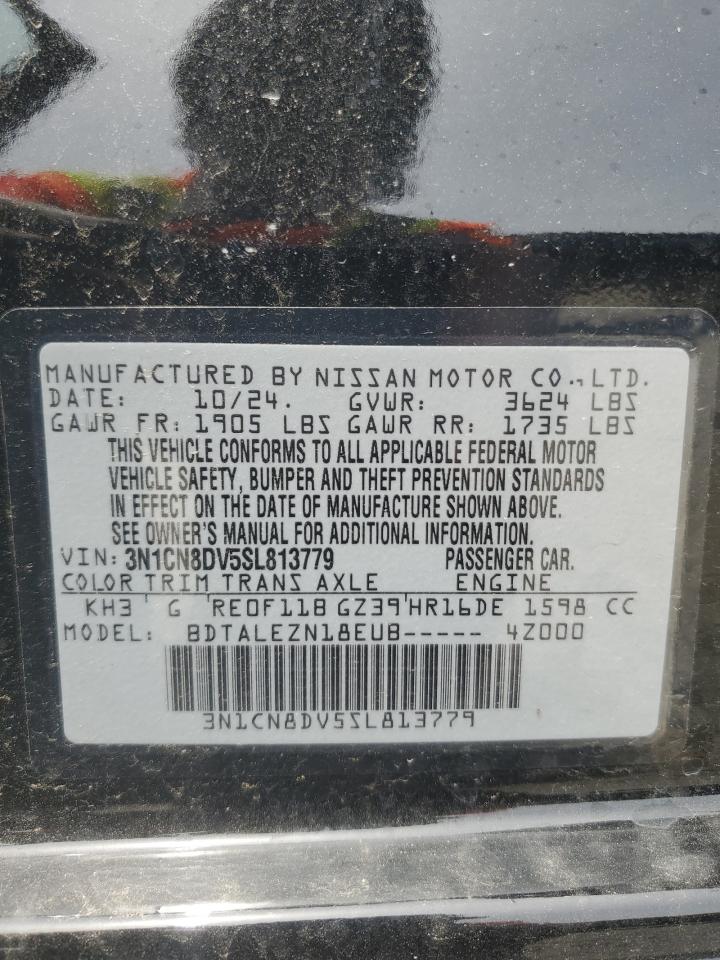 MANUFACTURED BY NISSAN MOTOR CO., LTD.
DATE: 10/24. GVWR: 3624 LBS
GAWR FR: 1905 LBS GAWR RR: 1735 LBS
THIS VEHICLE CONFORMS TO ALL APPLICABLE FEDERAL MOTOR
VEHICLE SAFETY, BUMPER AND THEFT PREVENTION STANDARDS
IN EFFECT ON THE DATE OF MANUFACTURE SHOWN ABOVE.
SEE OWNER'S MANUAL FOR ADDITIONAL INFORMATION.
VIN: 3N1CN8DV5SL813779 PASSENGER CAR.
COLOR TRIM TRANS AXLE ENGINE
KH3 G RE0F11B GZ39 HR16DE 1598 CC
MODEL: BDTALEZN18EUB----- 4Z000
3N1CN8DV5SL813779